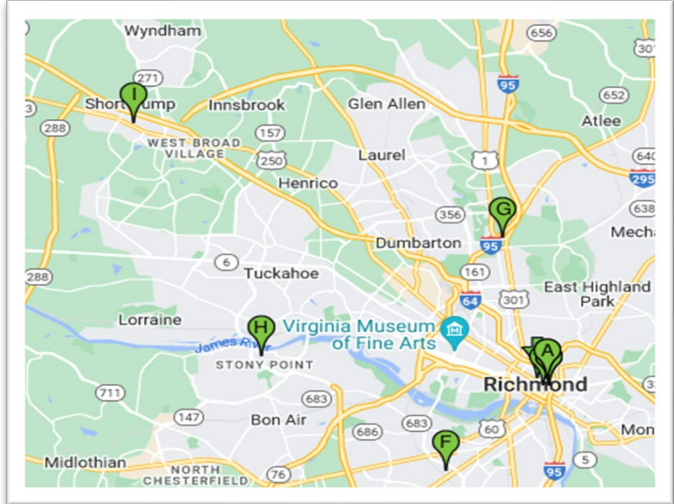 Wyndham
656
301
95
271
I
Short Pump
Innsbrook
Glen Allen
652
3
288
Atlee
157
WEST BROAD
VILLAGE
250
Laurel
1
640
Henrico
295
G
356
638
Dumbarton
95
Mech
6
161
288
Tuckahoe
64
301
East Highland
Park
Lorraine
H
Virginia Museum
of Fine Arts
James River
STONY POINT
A
Richmond
33
711
683
147
Bon Air
686
683
F
60
Mon
Midlothian
NORTH
CHESTERFIELD
76
95
5